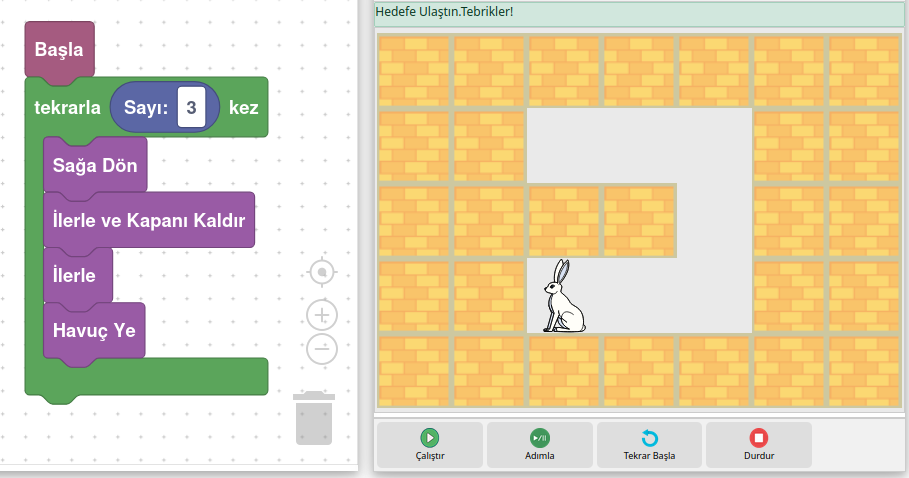 Hedefe Ulaştın.Tebrikler!
Başla
tekrarla Sayı: 3 kez
Sağa Dön
İlerle ve Kapanı Kaldır
İlerle
Havuç Ye
Çalıştır Adımla Tekrar Başla Durdur